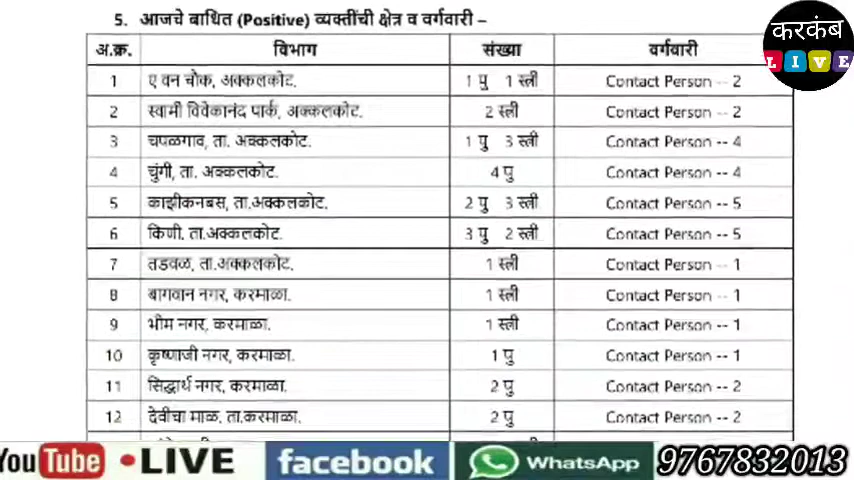 5. आजचे बाधित (Positive) व्यक्तींची क्षेत्र व वर्गवारी –
करकंब
LIVE
अ.क्र. विभाग संख्या वर्गवारी
1 ए वन चौक, अक्कलकोट. 1 पु 1 स्त्री Contact Person -- 2
2 स्वामी विवेकानंद पार्क, अक्कलकोट. 2 स्त्री Contact Person -- 2
3 चपळगाव, ता. अक्कलकोट. 1 पु 3 स्त्री Contact Person -- 4
4 चुंगी, ता. अक्कलकोट. 4 पु Contact Person -- 4
5 काझीकनबस, ता.अक्कलकोट. 2 पु 3 स्त्री Contact Person -- 5
6 किणी, ता.अक्कलकोट. 3 पु 2 स्त्री Contact Person -- 5
7 तडवळ, ता.अक्कलकोट. 1 स्त्री Contact Person -- 1
8 बागवान नगर, करमाळा. 1 स्त्री Contact Person -- 1
9 भीम नगर, करमाळा. 1 स्त्री Contact Person -- 1
10 कृष्णाजी नगर, करमाळा. 1 पु Contact Person -- 1
11 सिद्धार्थ नगर, करमाळा. 2 पु Contact Person -- 2
12 देवीचा माळ, ता.करमाळा. 2 पु Contact Person -- 2
You Tube •LIVE facebook WhatsApp 9767832013